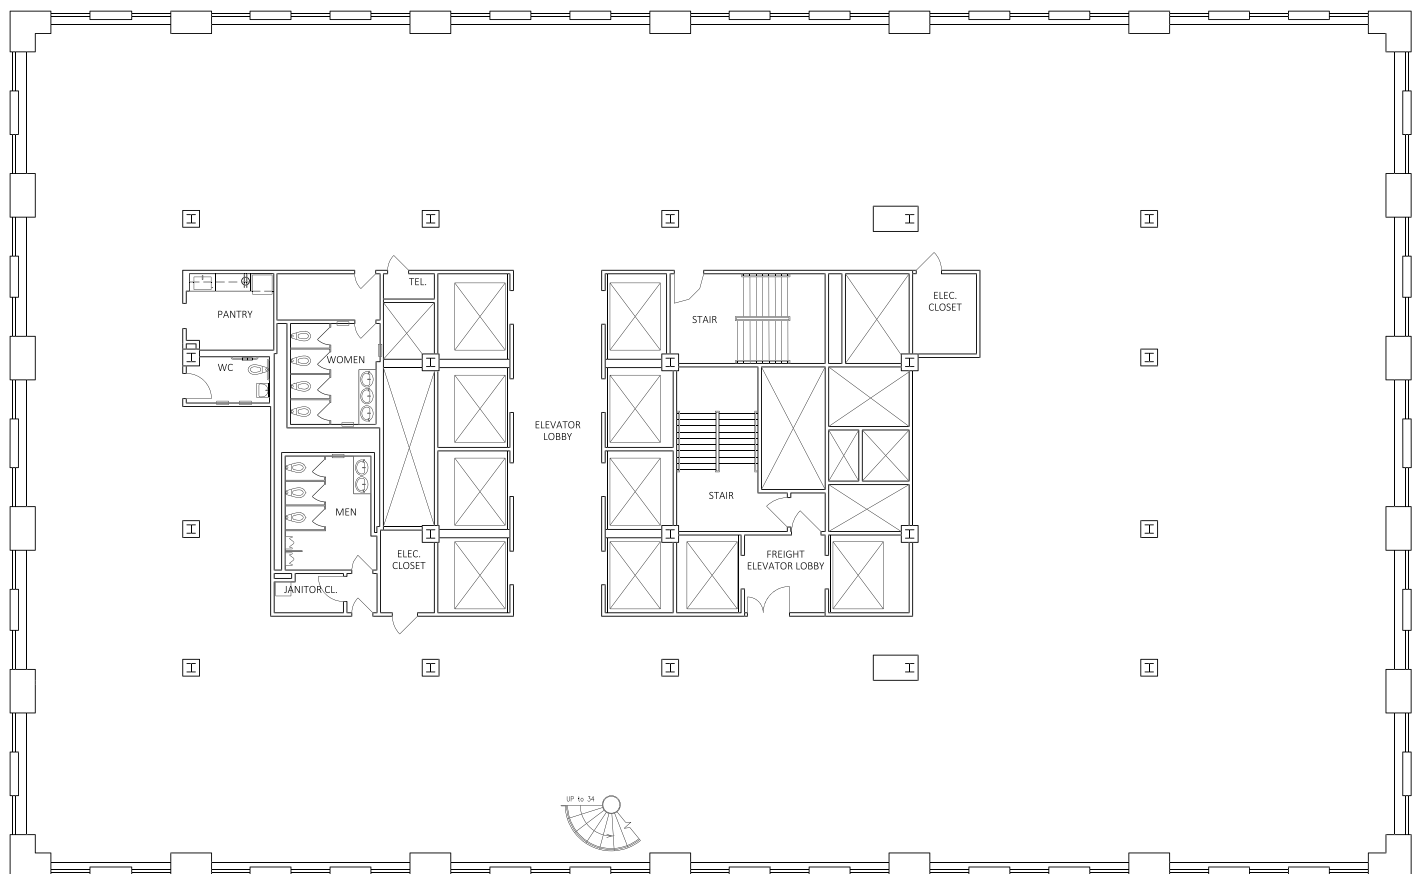 TEL.
ELEC.
CLOSET
PANTRY
STAIR
WOMEN
WC
ELEVATOR
LOBBY
STAIR
MEN
ELEC.
CLOSET
FREIGHT
ELEVATOR LOBBY
JANITOR CL.
UP to 34